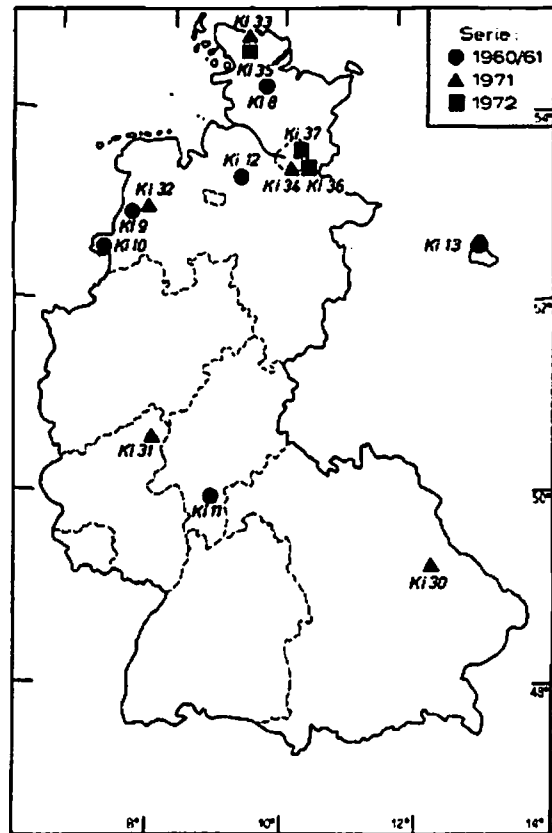 Serie:
1960/61
1971
1972
Ki 33
Ki 35
Ki 8
54°
Ki 37
Ki 12
Ki 34
Ki 36
Ki 32
Ki 9
Ki 10
Ki 13
52°
Ki 31
50°
Ki 11
Ki 30
48°
8°
10°
12°
14°